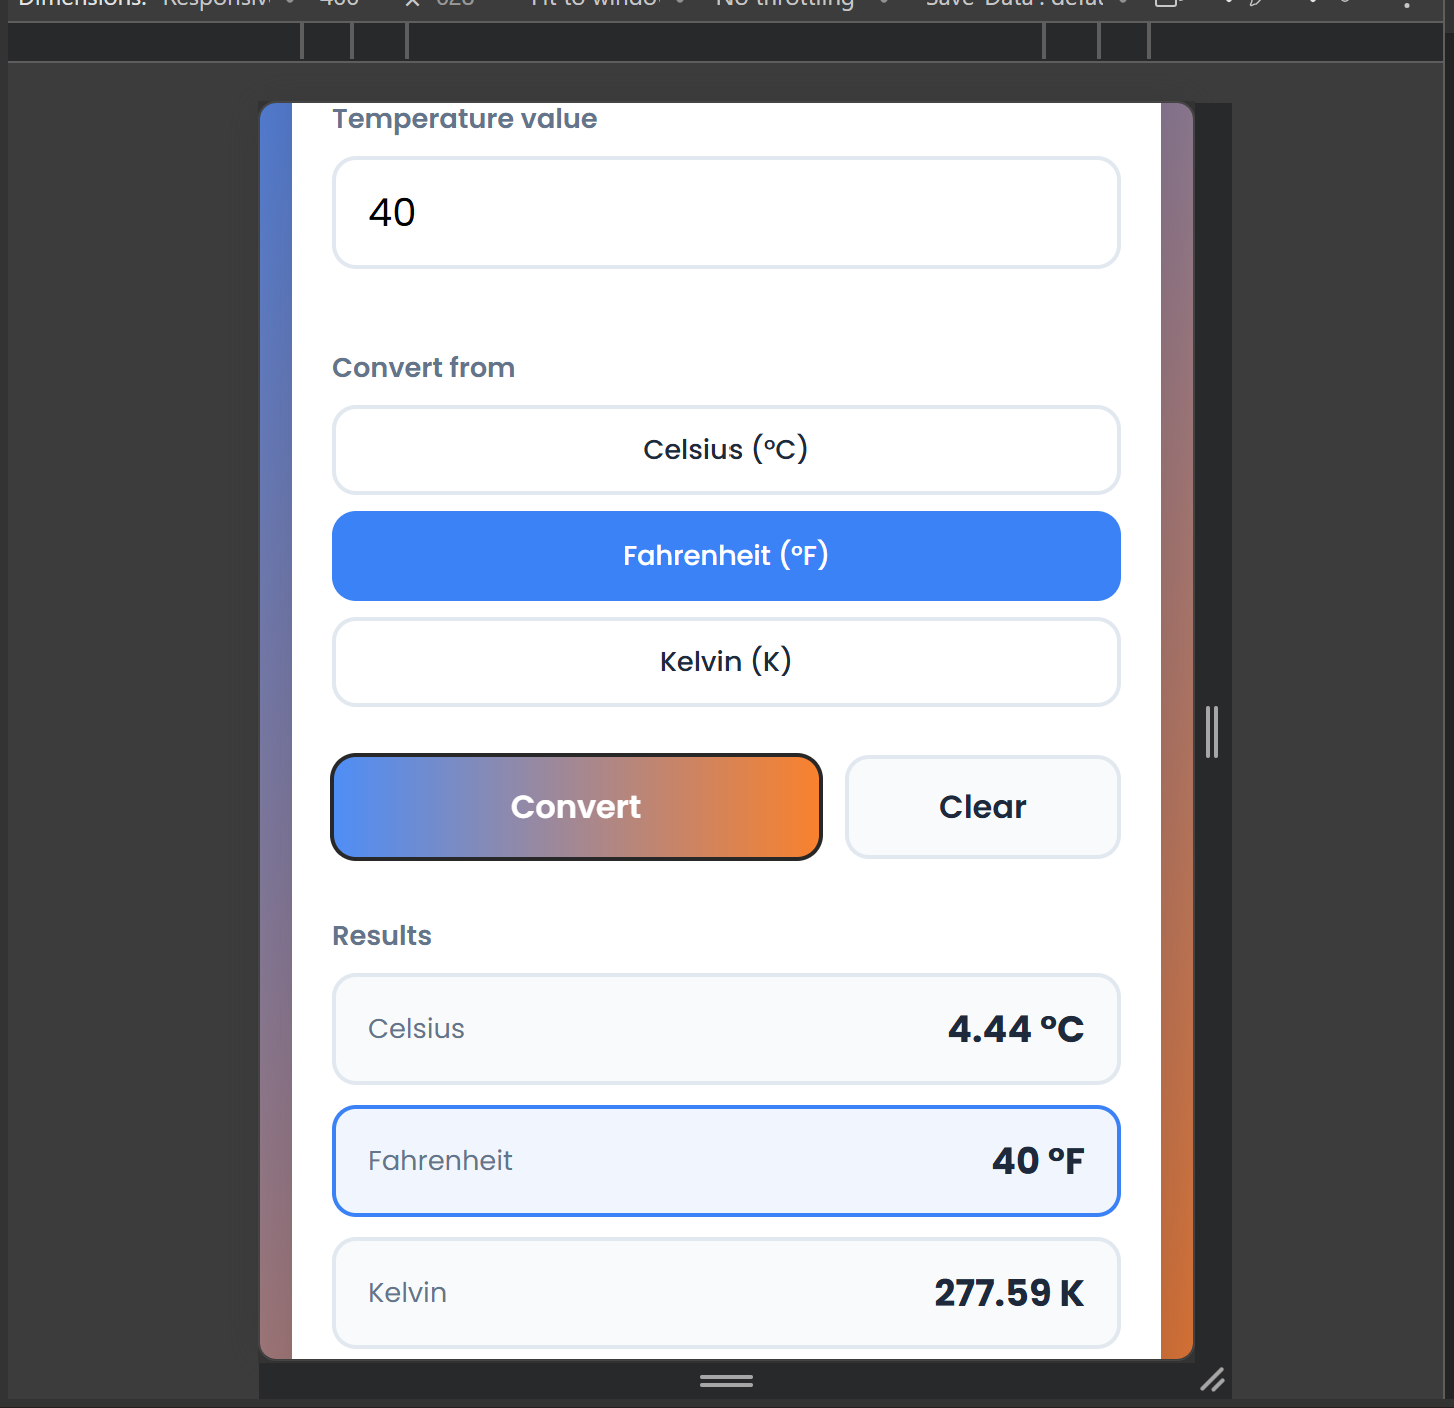 Temperature value
40
Convert from
Celsius (°C)
Fahrenheit (°F)
Kelvin (K)
Convert
Clear
Results
Celsius
4.44 °C
Fahrenheit
40 °F
Kelvin
277.59 K